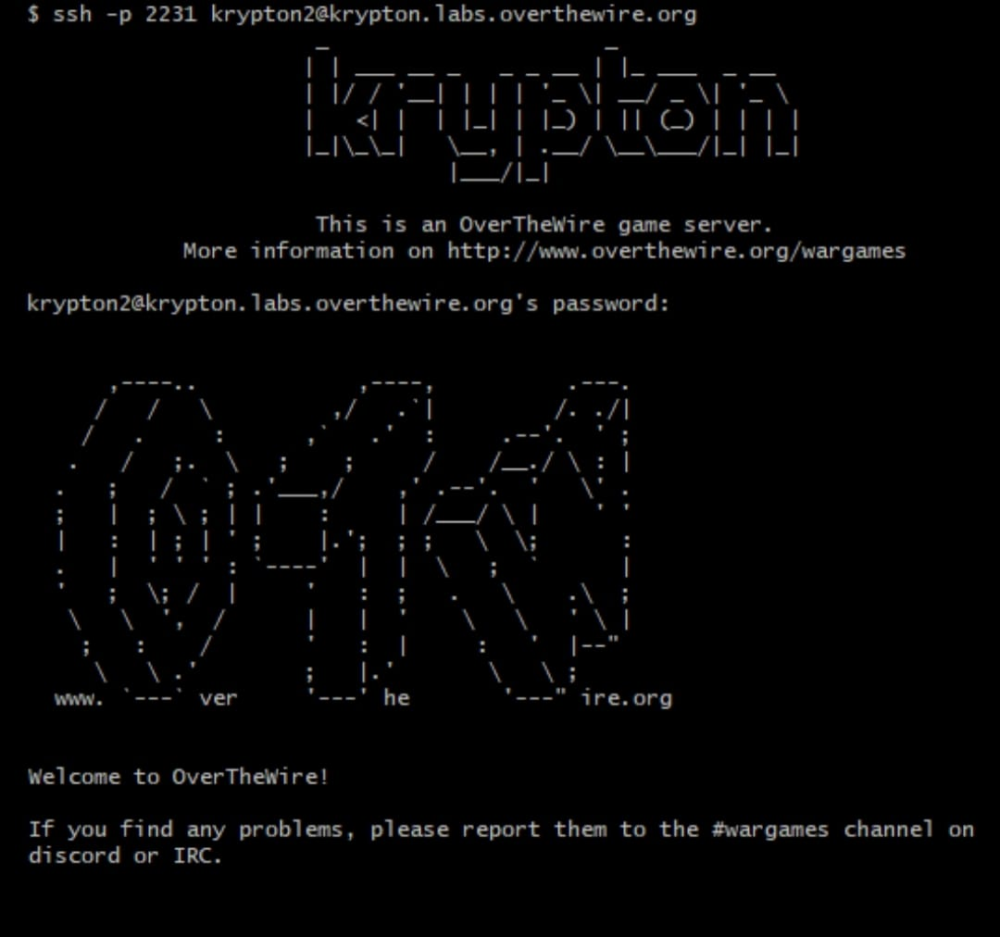 $ ssh -p 2231 krypton2@krypton.labs.overthewire.org
krypton
This is an OverTheWire game server.
More information on http://www.overthewire.org/wargames
krypton2@krypton.labs.overthewire.org's password:
www. ver he ire.org
Welcome to OverTheWire!
If you find any problems, please report them to the #wargames channel on
discord or IRC.